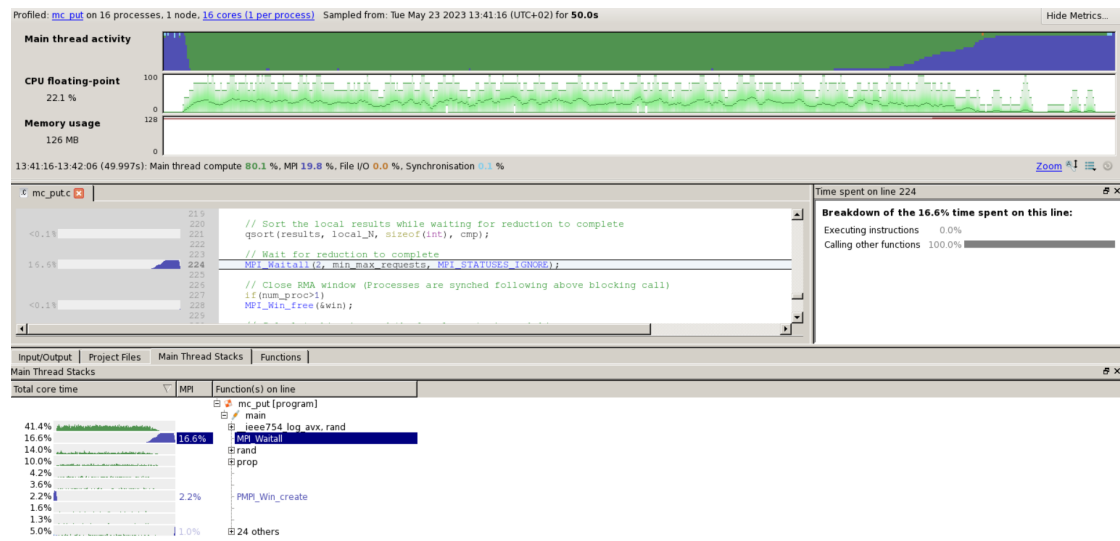 Profiled: mc_put on 16 processes, 1 node, 16 cores (1 per process) Sampled from: Tue May 23 2023 13:41:16 (UTC+02) for 50.0s Hide Metrics...
Main thread activity
CPU floating-point
22.1 %
100
0
Memory usage
126 MB
128
0
13:41:16-13:42:06 (49.997s): Main thread compute 80.1 %, MPI 19.8 %, File I/O 0.0 %, Synchronisation 0.1 % Zoom
mc_put.c
219
220 // Sort the local results while waiting for reduction to complete
<0.1% 221 qsort(results, local_N, sizeof(int), cmp);
222
223 // Wait for reduction to complete
16.6% 224 MPI_Waitall(2, min_max_requests, MPI_STATUSES_IGNORE);
225
226 // Close RMA window (Processes are synched following above blocking call)
227 if(num_proc>1)
<0.1% 228 MPI_Win_free(&win);
229
Time spent on line 224
Breakdown of the 16.6% time spent on this line:
Executing instructions 0.0%
Calling other functions 100.0%
Input/Output Project Files Main Thread Stacks Functions
Main Thread Stacks
Total core time MPI Function(s) on line
mc_put [program]
main
41.4% __ieee754_log_avx, rand
16.6% 16.6% MPI_Waitall
14.0% rand
10.0% prop
4.2%
3.6%
2.2% 2.2% PMPI_Win_create
1.6%
1.3%
5.0% 1.0% 24 others